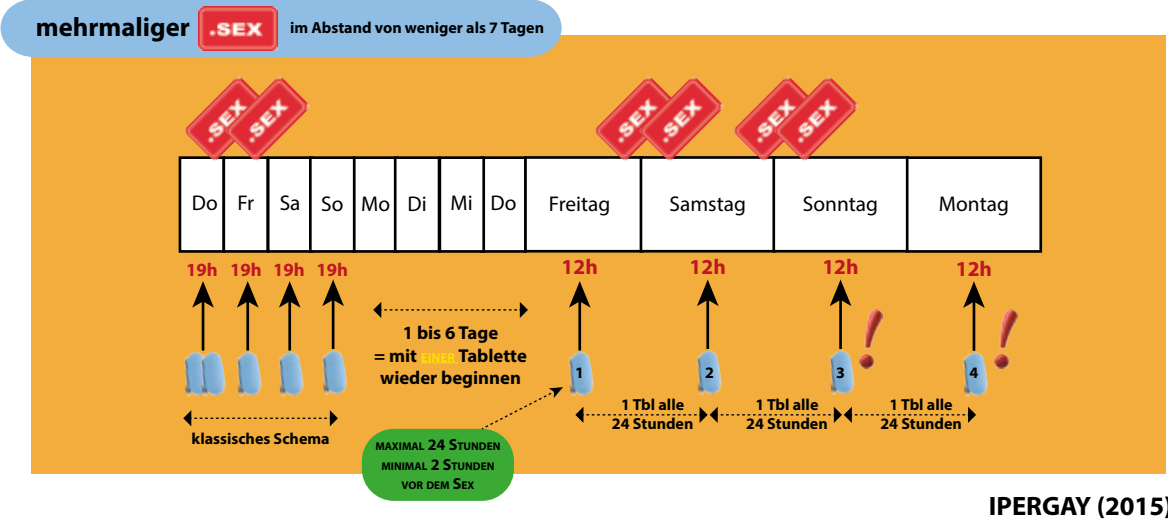 mehrmaliger .SEX im Abstand von weniger als 7 Tagen
.SEX .SEX .SEX .SEX .SEX .SEX
Do Fr Sa So Mo Di Mi Do Freitag Samstag Sonntag Montag
19h 19h 19h 19h 12h 12h 12h 12h
1 bis 6 Tage
= mit EINER Tablette
wieder beginnen
1 2 3 4
1 Tbl alle
24 Stunden
1 Tbl alle
24 Stunden
1 Tbl alle
24 Stunden
klassisches Schema
MAXIMAL 24 STUNDEN
MINIMAL 2 STUNDEN
VOR DEM SEX
IPERGAY (2015)